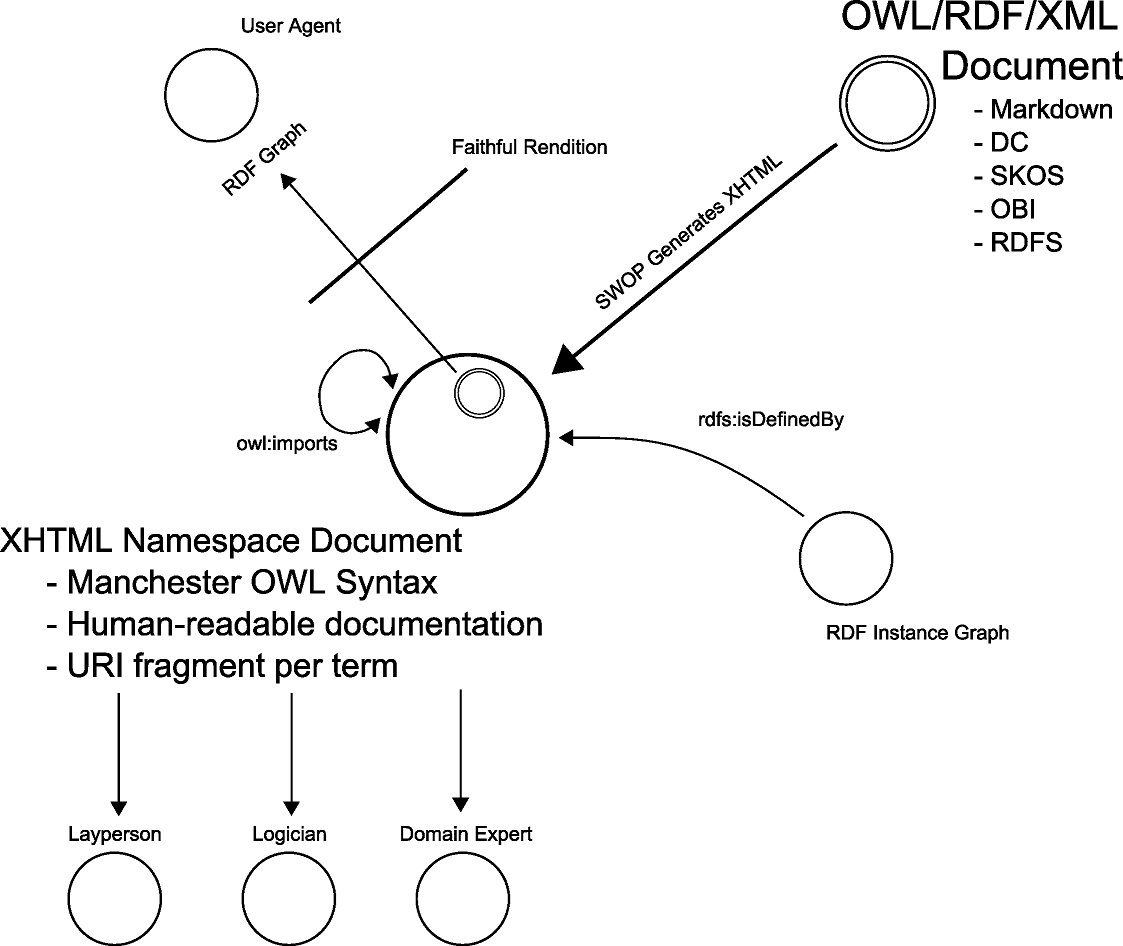 User Agent
OWL/RDF/XML
Document
- Markdown
- DC
- SKOS
- OBI
- RDFS
RDF Graph
Faithful Rendition
SWOP Generates XHTML
owl:imports
rdfs:isDefinedBy
RDF Instance Graph
XHTML Namespace Document
- Manchester OWL Syntax
- Human-readable documentation
- URI fragment per term
Layperson
Logician
Domain Expert